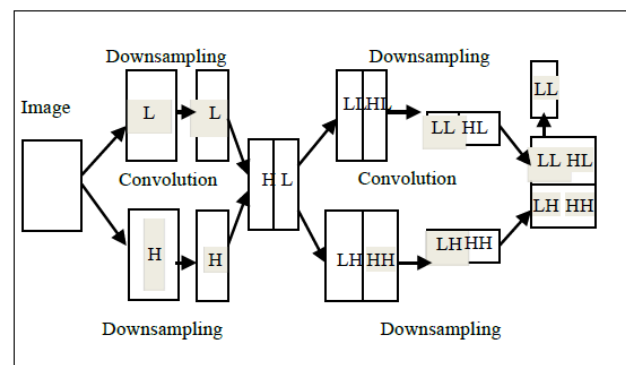 Downsampling Downsampling
LL
Image
L L LL HL
LL HL
LL HL
Convolution H L Convolution
LH HH
H H LH HH LH HH
Downsampling Downsampling